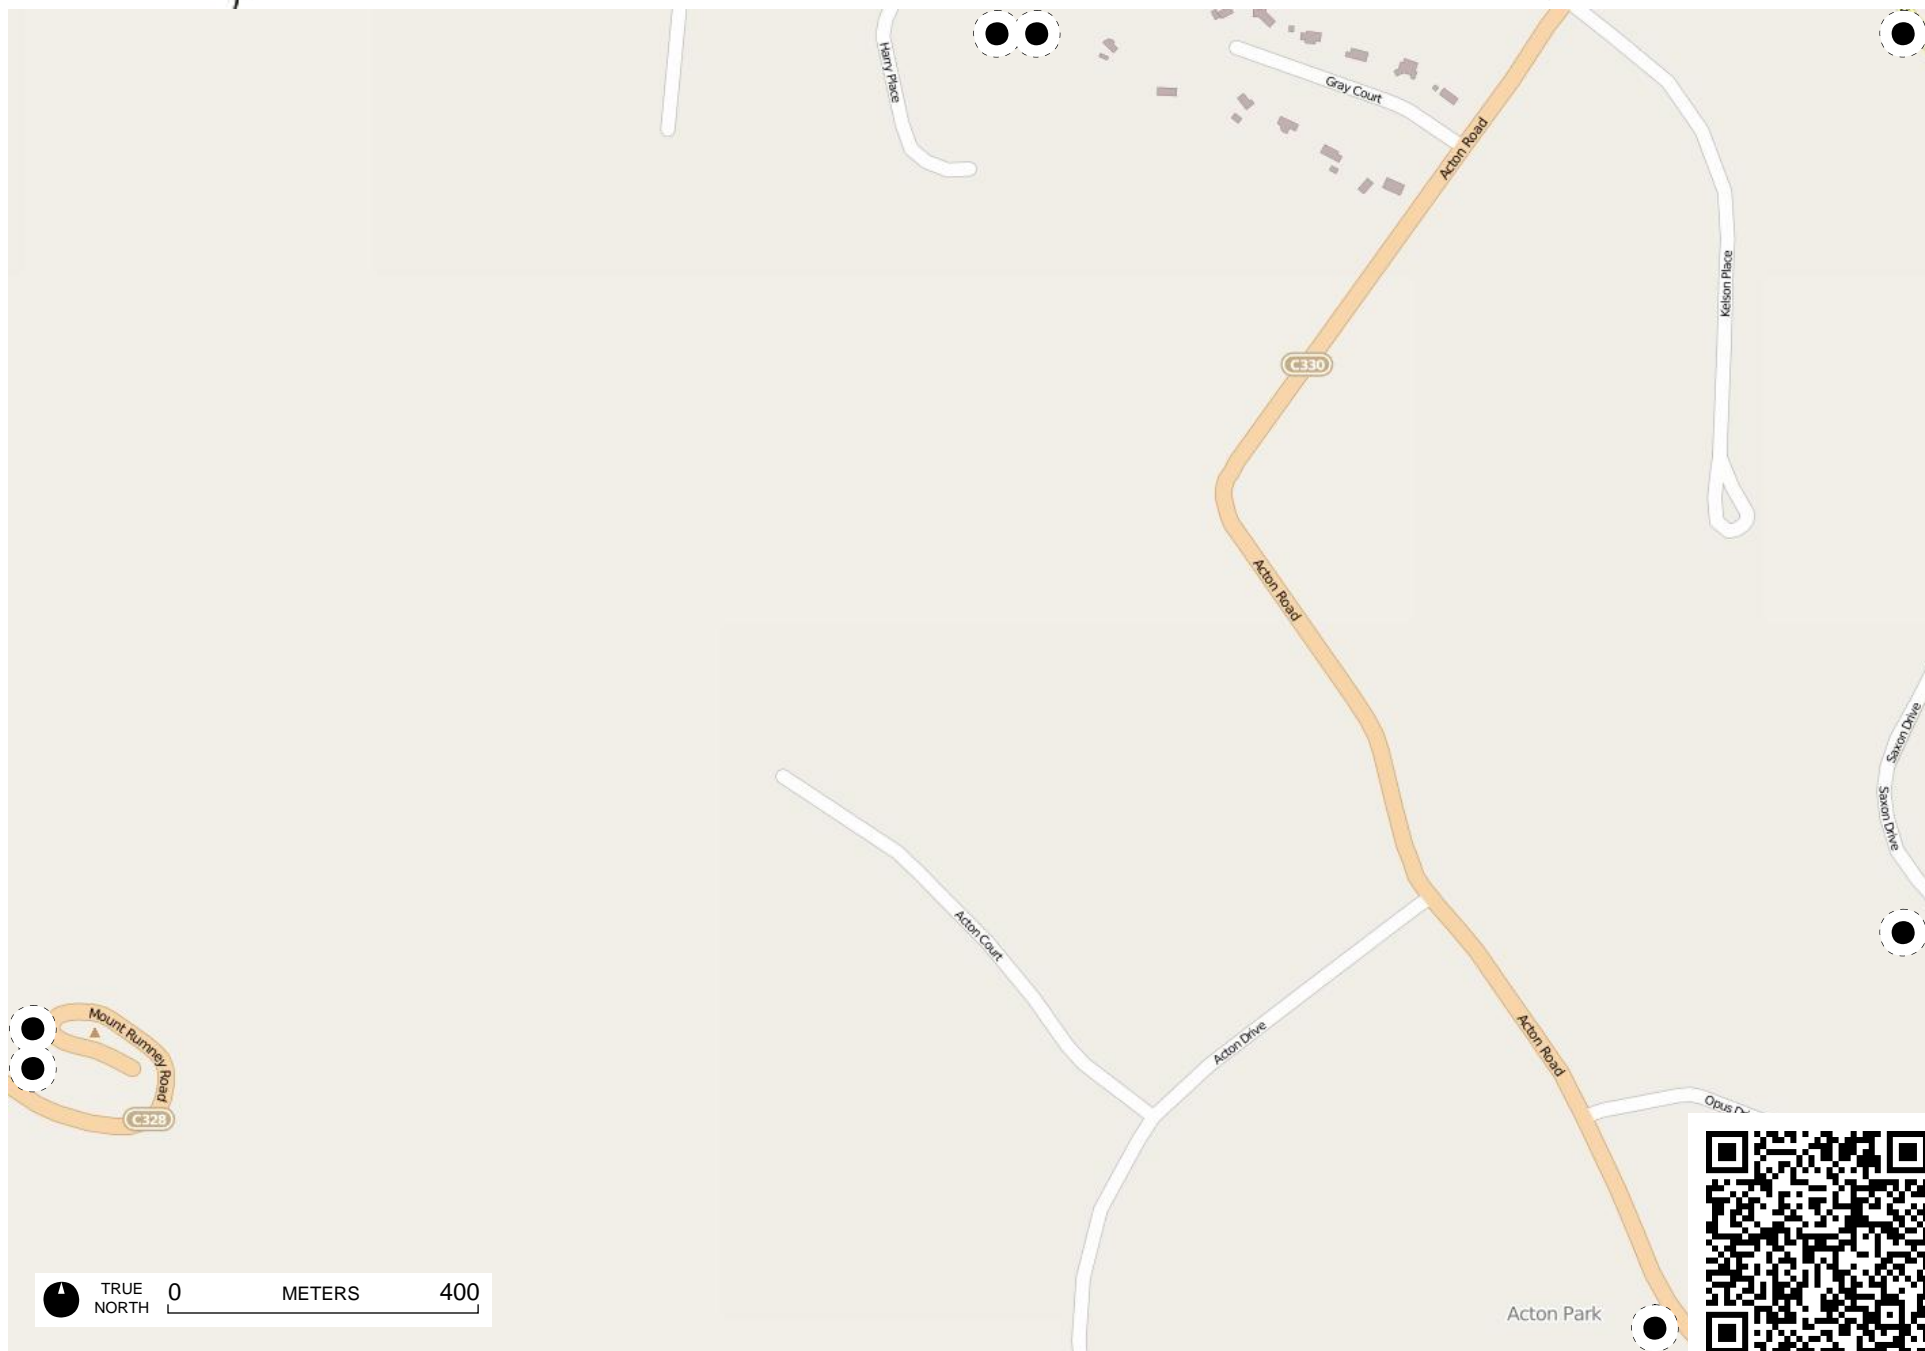 Harry Place
Gray Court
Acton Road
Kelson Place
C330
Acton Road
Saxon Drive
Saxon Drive
Acton Court
Mount Rumney Road
Acton Drive
Acton Road
C328
Opus
TRUE
NORTH
0 METERS 400
Acton Park